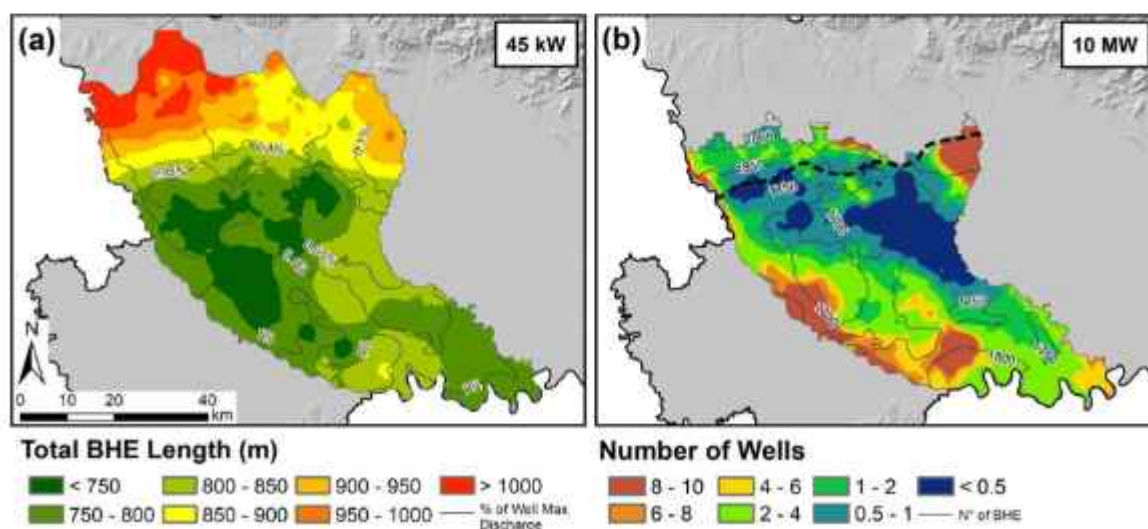 (a)
45 kW
(b)
10 MW
N
0 10 20 40
km
1800
Total BHE Length (m)
< 750
800 - 850
900 - 950
> 1000
750 - 800
850 - 900
950 - 1000
% of Well Max
Discharge
Number of Wells
8 - 10
4 - 6
1 - 2
< 0.5
6 - 8
2 - 4
0.5 - 1
N° of BHE